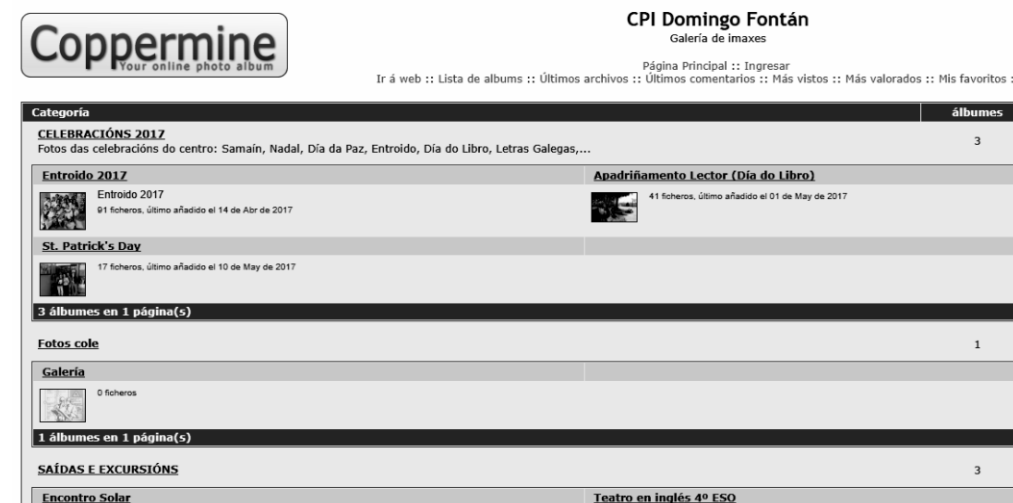 Coppermine
Your online photo album
CPI Domingo Fontán
Galería de imaxes
Página Principal :: Ingresar
Ir á web :: Lista de albums :: Últimos archivos :: Últimos comentarios :: Más vistos :: Más valorados :: Mis favoritos :
Categoría álbumes
CELEBRACIÓNS 2017
Fotos das celebracións do centro: Samaín, Nadal, Día da Paz, Entroido, Día do Libro, Letras Galegas,...
3
Entroido 2017 Apadriñamento Lector (Día do Libro)
Entroido 2017
91 ficheros, último añadido el 14 de Abr de 2017
41 ficheros, último añadido el 01 de May de 2017
St. Patrick's Day
17 ficheros, último añadido el 10 de May de 2017
3 álbumes en 1 página(s)
Fotos cole 1
Galería
0 ficheros
1 álbumes en 1 página(s)
SAÍDAS E EXCURSIÓNS 3
Encontro Solar Teatro en inglés 4º ESO